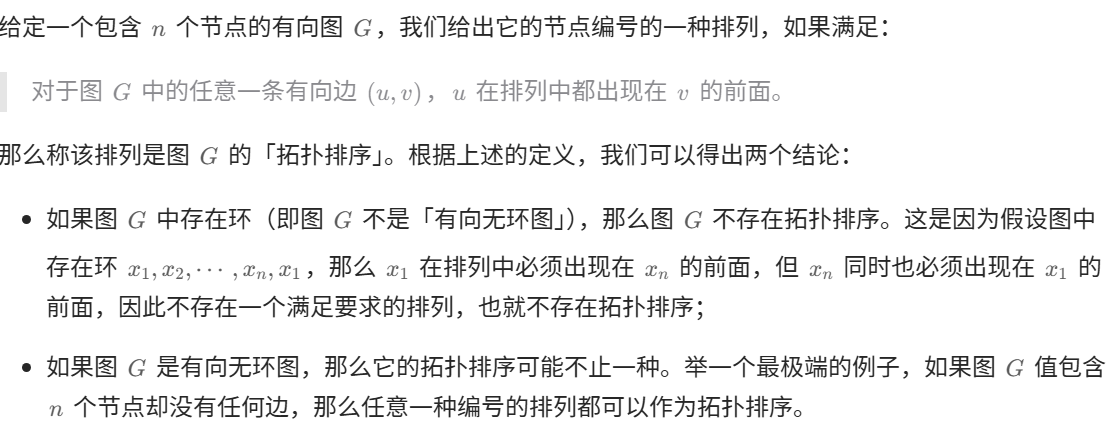 给定一个包含 n 个节点的有向图 G，我们给出它的节点编号的一种排列，如果满足：
对于图 G 中的任意一条有向边 (u, v)，u 在排列中都出现在 v 的前面。
那么称该排列是图 G 的「拓扑排序」。根据上述的定义，我们可以得出两个结论：
• 如果图 G 中存在环（即图 G 不是「有向无环图」），那么图 G 不存在拓扑排序。这是因为假设图中
存在环 x₁, x₂, ⋯ , xₙ, x₁，那么 x₁ 在排列中必须出现在 xₙ 的前面，但 xₙ 同时也必须出现在 x₁ 的
前面，因此不存在一个满足要求的排列，也就不存在拓扑排序；
• 如果图 G 是有向无环图，那么它的拓扑排序可能不止一种。举一个最极端的例子，如果图 G 值包含
n 个节点却没有任何边，那么任意一种编号的排列都可以作为拓扑排序。